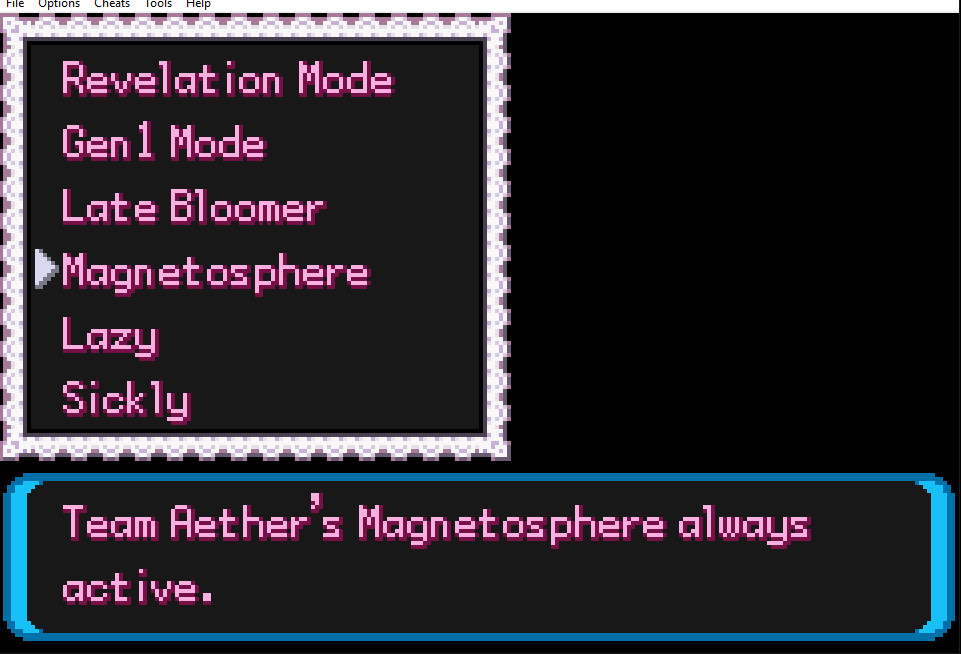 File Options Cheats Tools Help
Revelation Mode
Gen1 Mode
Late Bloomer
Magnetosphere
Lazy
Sickly
Team Aether's Magnetosphere always
active.